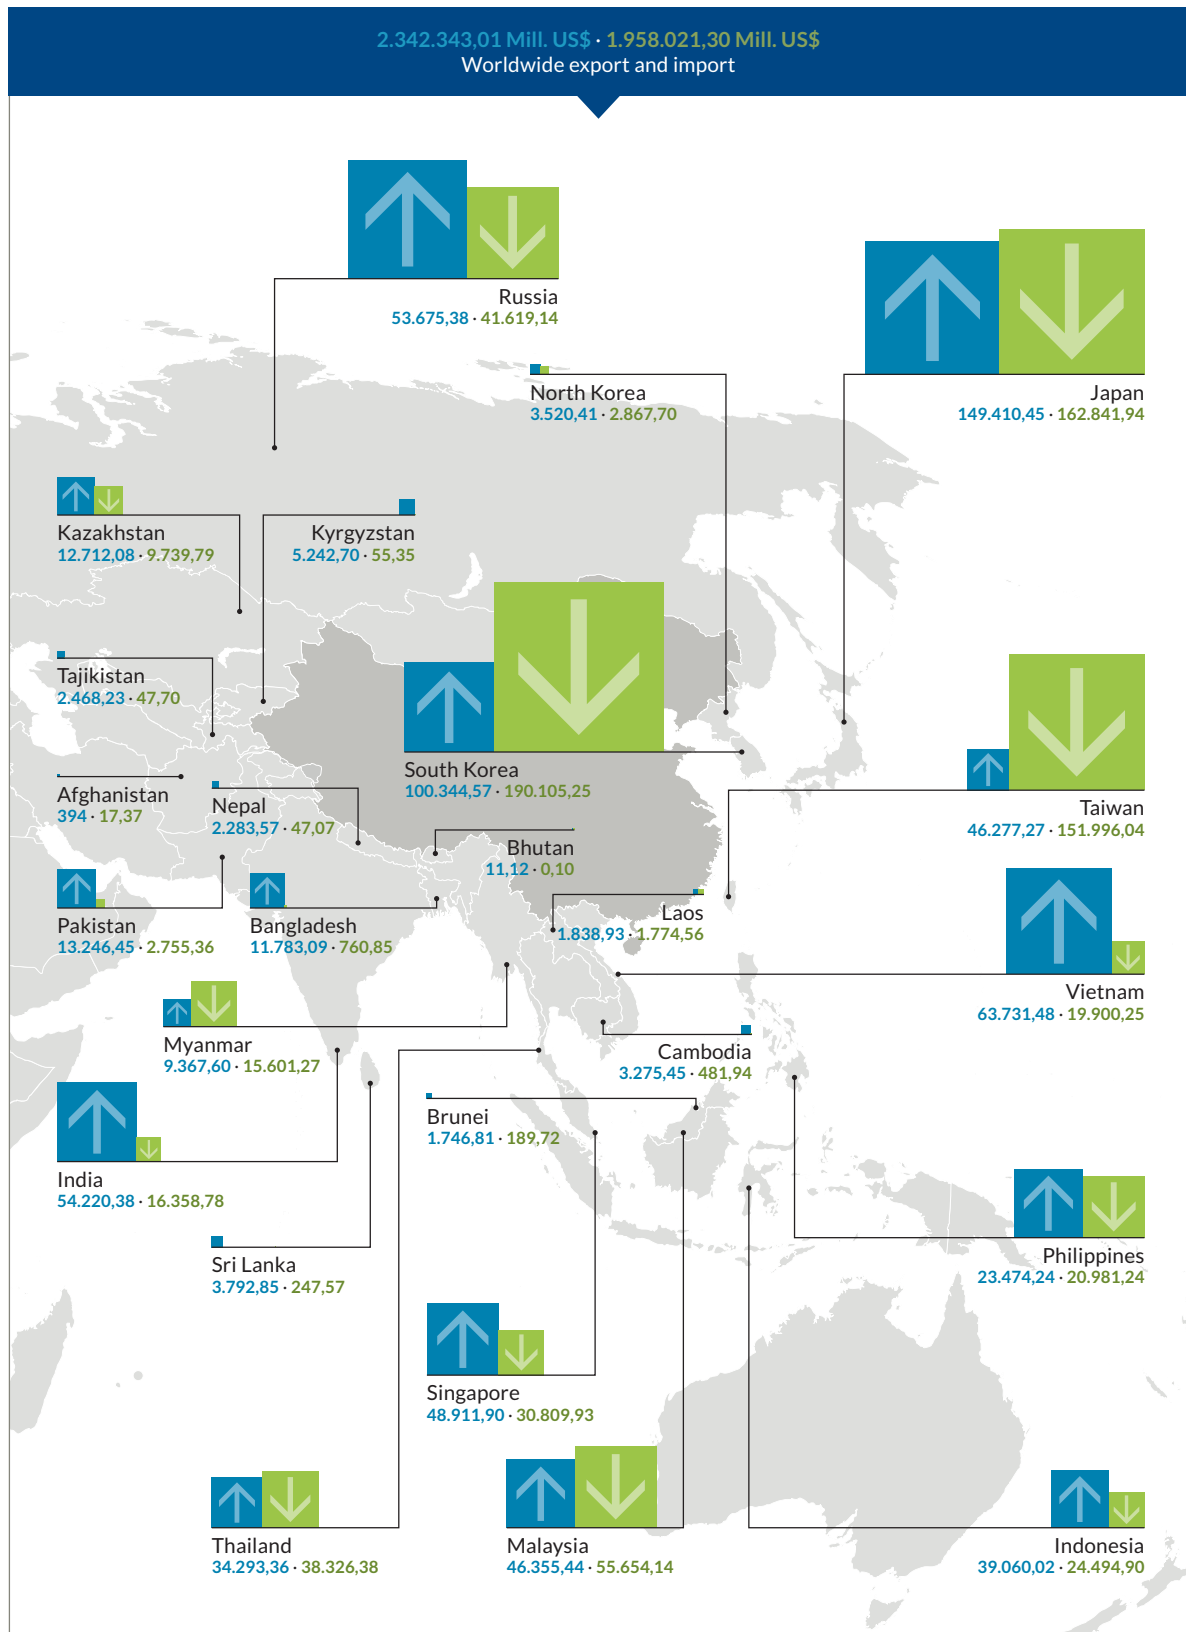 2.342.343,01 Mill. US$ · 1.958.021,30 Mill. US$
Worldwide export and import
Russia
53.675,38 · 41.619,14
North Korea
3.520,41 · 2.867,70
Japan
149.410,45 · 162.841,94
Kazakhstan
12.712,08 · 9.739,79
Kyrgyzstan
5.242,70 · 55,35
Tajikistan
2.468,23 · 47,70
South Korea
100.344,57 · 190.105,25
Afghanistan
394 · 17,37
Nepal
2.283,57 · 47,07
Taiwan
46.277,27 · 151.996,04
Bhutan
11,12 · 0,10
Laos
1.838,93 · 1.774,56
Pakistan
13.246,45 · 2.755,36
Bangladesh
11.783,09 · 760,85
Vietnam
63.731,48 · 19.900,25
Myanmar
9.367,60 · 15.601,27
Cambodia
3.275,45 · 481,94
Brunei
1.746,81 · 189,72
India
54.220,38 · 16.358,78
Sri Lanka
3.792,85 · 247,57
Philippines
23.474,24 · 20.981,24
Singapore
48.911,90 · 30.809,93
Thailand
34.293,36 · 38.326,38
Malaysia
46.355,44 · 55.654,14
Indonesia
39.060,02 · 24.494,90